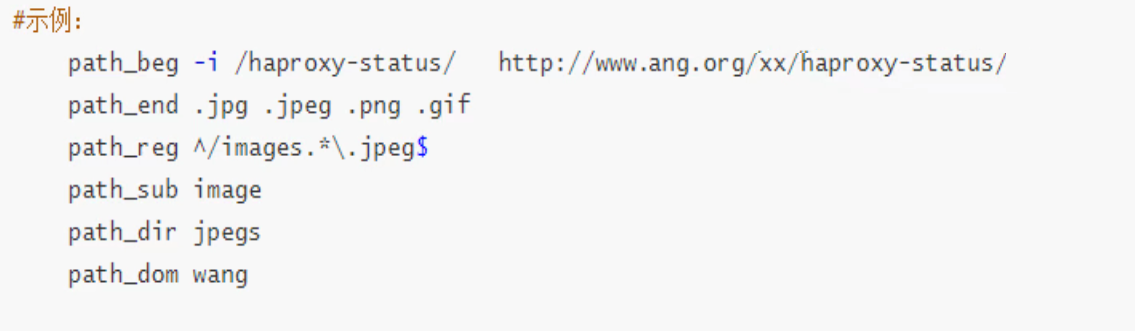 #示例:
path_beg -i /haproxy-status/ http://www.ang.org/xx/haproxy-status/
path_end .jpg .jpeg .png .gif
path_reg ^/images.*\.jpeg$
path_sub image
path_dir jpegs
path_dom wang